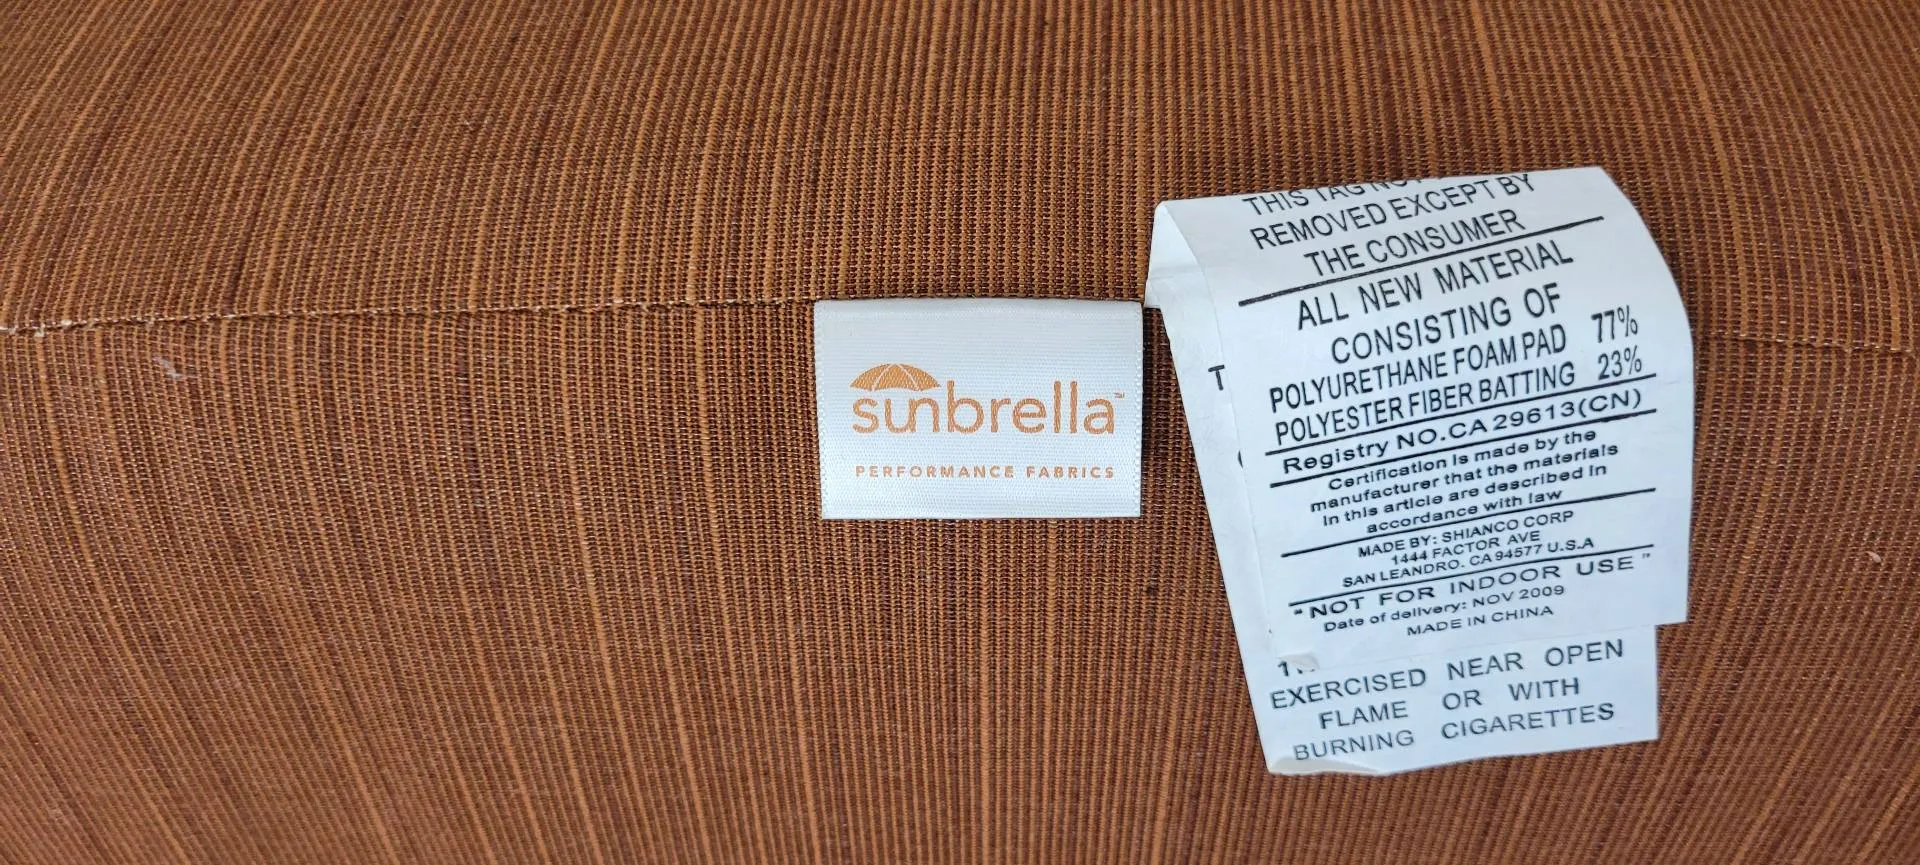 sunbrella™
PERFORMANCE FABRICS
THIS TAG
REMOVED EXCEPT BY
THE CONSUMER
ALL NEW MATERIAL
CONSISTING OF
POLYURETHANE FOAM PAD 77%
POLYESTER FIBER BATTING 23%
Registry NO.CA 29613(CN)
Certification is made by the
manufacturer that the materials
in this article are described in
accordance with law
MADE BY: SHIANCO CORP
1444 FACTOR AVE
SAN LEANDRO. CA 94577 U.S.A
"NOT FOR INDOOR USE"
Date of delivery: NOV 2009
MADE IN CHINA
EXERCISED NEAR OPEN
FLAME OR WITH
BURNING CIGARETTES